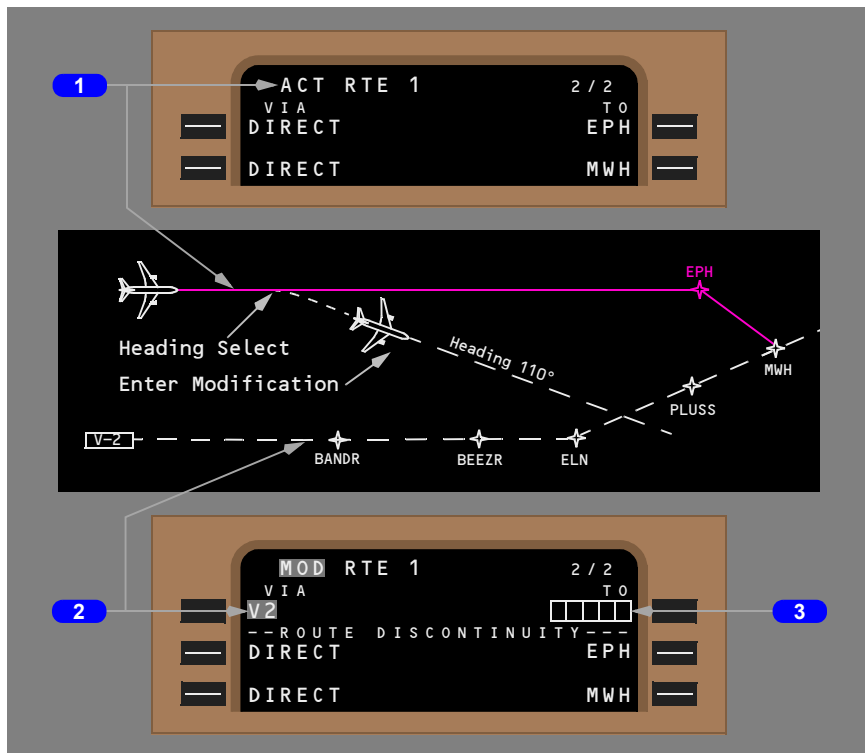 1
ACT RTE 1 2/2
VIA TO
DIRECT EPH
DIRECT MWH
EPH
Heading Select
Enter Modification
Heading 110°
MWH
PLUSS
V-2
BANDR
BEEZR
ELN
MOD RTE 1 2/2
VIA TO
2
V2
3
--ROUTE DISCONTINUITY---
DIRECT EPH
DIRECT MWH